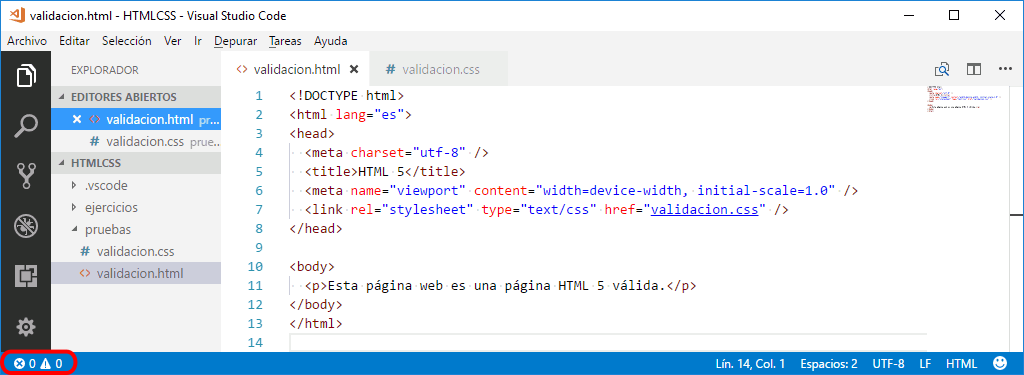 validacion.html - HTMLCSS - Visual Studio Code
Archivo Editar Selección Ver Ir Depurar Tareas Ayuda
EXPLORADOR
EDITORES ABIERTOS
validacion.html pr...
validacion.css prue...
HTMLCSS
.vscode
ejercicios
pruebas
validacion.css
validacion.html
validacion.html validacion.css
1 <!DOCTYPE html>
2 <html lang="es">
3 <head>
4 <meta charset="utf-8" />
5 <title>HTML 5</title>
6 <meta name="viewport" content="width=device-width, initial-scale=1.0" />
7 <link rel="stylesheet" type="text/css" href="validacion.css" />
8 </head>
9
10 <body>
11 <p>Esta página web es una página HTML 5 válida.</p>
12 </body>
13 </html>
14
0 0 Lín. 14, Col. 1 Espacios: 2 UTF-8 LF HTML